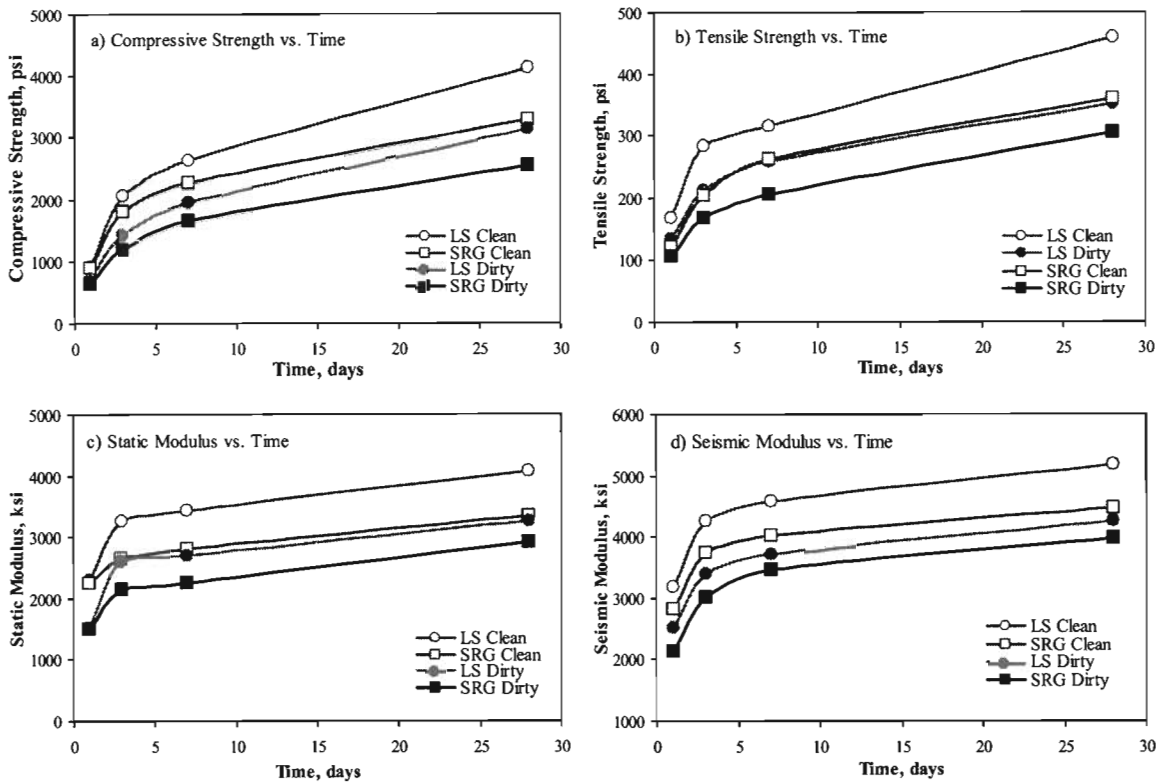 a) Compressive Strength vs. Time
Compressive Strength, psi
5000
4000
3000
2000
1000
0
LS Clean
SRG Clean
LS Dirty
SRG Dirty
0 5 10 15 20 25 30
Time, days
b) Tensile Strength vs. Time
Tensile Strength, psi
500
400
300
200
100
0
LS Clean
LS Dirty
SRG Clean
SRG Dirty
0 5 10 15 20 25 30
Time, days
c) Static Modulus vs. Time
Static Modulus, ksi
5000
4000
3000
2000
1000
0
LS Clean
SRG Clean
LS Dirty
SRG Dirty
0 5 10 15 20 25 30
Time, days
d) Seismic Modulus vs. Time
Seismic Modulus, ksi
6000
5000
4000
3000
2000
1000
LS Clean
SRG Clean
LS Dirty
SRG Dirty
0 5 10 15 20 25 30
Time, days